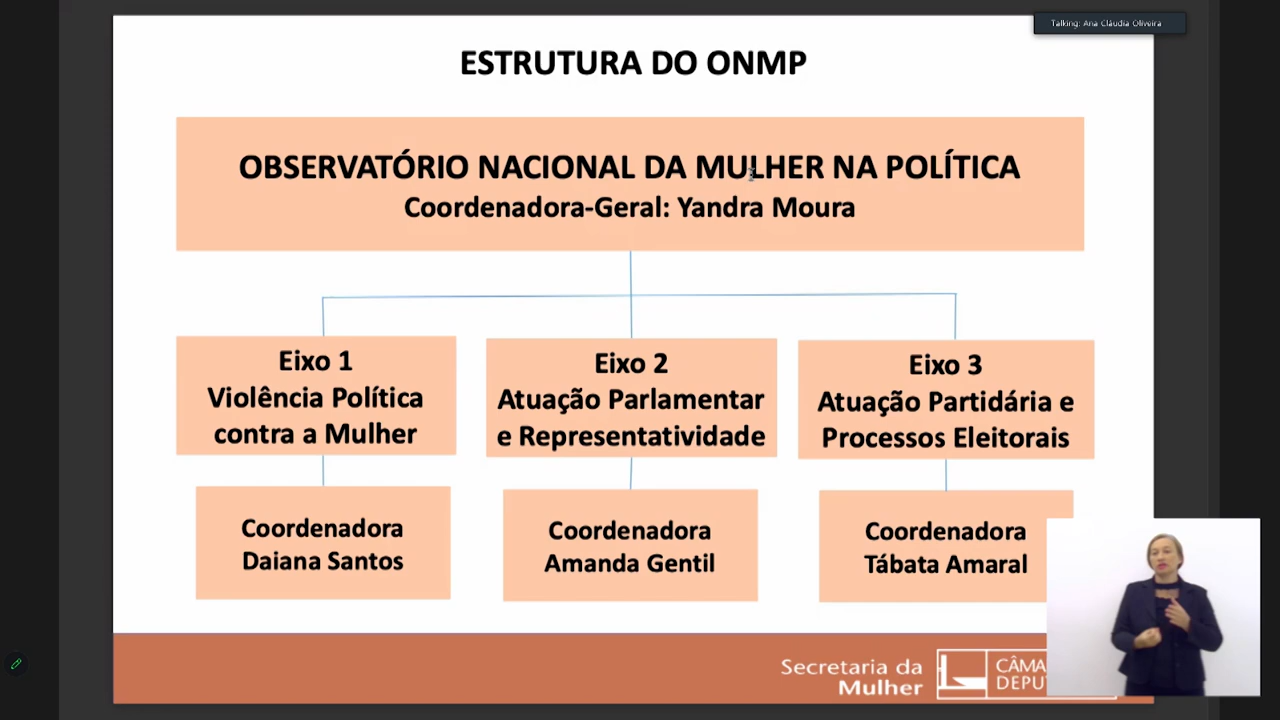 Talking: Ana Cláudia Oliveira
ESTRUTURA DO ONMP
OBSERVATÓRIO NACIONAL DA MULHER NA POLÍTICA
Coordenadora-Geral: Yandra Moura
Eixo 1
Violência Política
contra a Mulher
Eixo 2
Atuação Parlamentar
e Representatividade
Eixo 3
Atuação Partidária e
Processos Eleitorais
Coordenadora
Daiana Santos
Coordenadora
Amanda Gentil
Coordenadora
Tábata Amaral
Secretaria da
Mulher